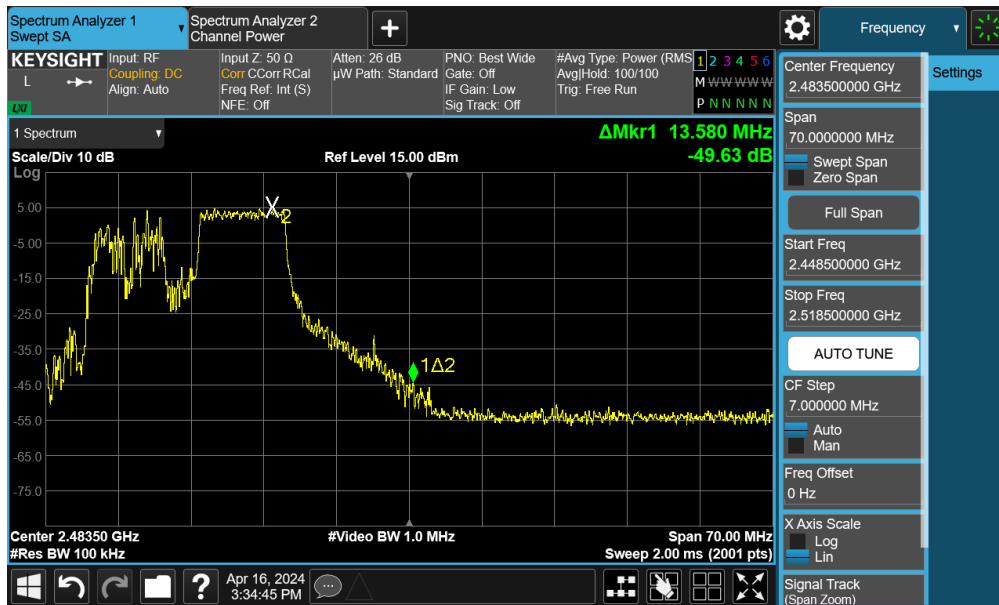 Spectrum Analyzer 1
Swept SA
Spectrum Analyzer 2
Channel Power
Frequency
KEYSIGHT
L
LXI
Input: RF
Coupling: DC
Align: Auto
Input Z: 50 Ω
Corr CCorr RCal
Freq Ref: Int (S)
NFE: Off
Atten: 26 dB
µW Path: Standard
PNO: Best Wide
Gate: Off
IF Gain: Low
Sig Track: Off
#Avg Type: Power (RMS
Avg|Hold: 100/100
Trig: Free Run
1 2 3 4 5 6
M W W W W W
P N N N N N
1 Spectrum
ΔMkr1 13.580 MHz
-49.63 dB
Scale/Div 10 dB
Ref Level 15.00 dBm
Log
5.00
-5.00
-15.0
-25.0
-35.0
-45.0
-55.0
-65.0
-75.0
X2
1Δ2
Center 2.48350 GHz
#Video BW 1.0 MHz
Span 70.00 MHz
#Res BW 100 kHz
Sweep 2.00 ms (2001 pts)
Center Frequency
2.483500000 GHz
Span
70.0000000 MHz
Swept Span
Zero Span
Full Span
Start Freq
2.448500000 GHz
Stop Freq
2.518500000 GHz
AUTO TUNE
CF Step
7.000000 MHz
Auto
Man
Freq Offset
0 Hz
X Axis Scale
Log
Lin
Signal Track
(Span Zoom)
Settings
?
Apr 16, 2024
3:34:45 PM